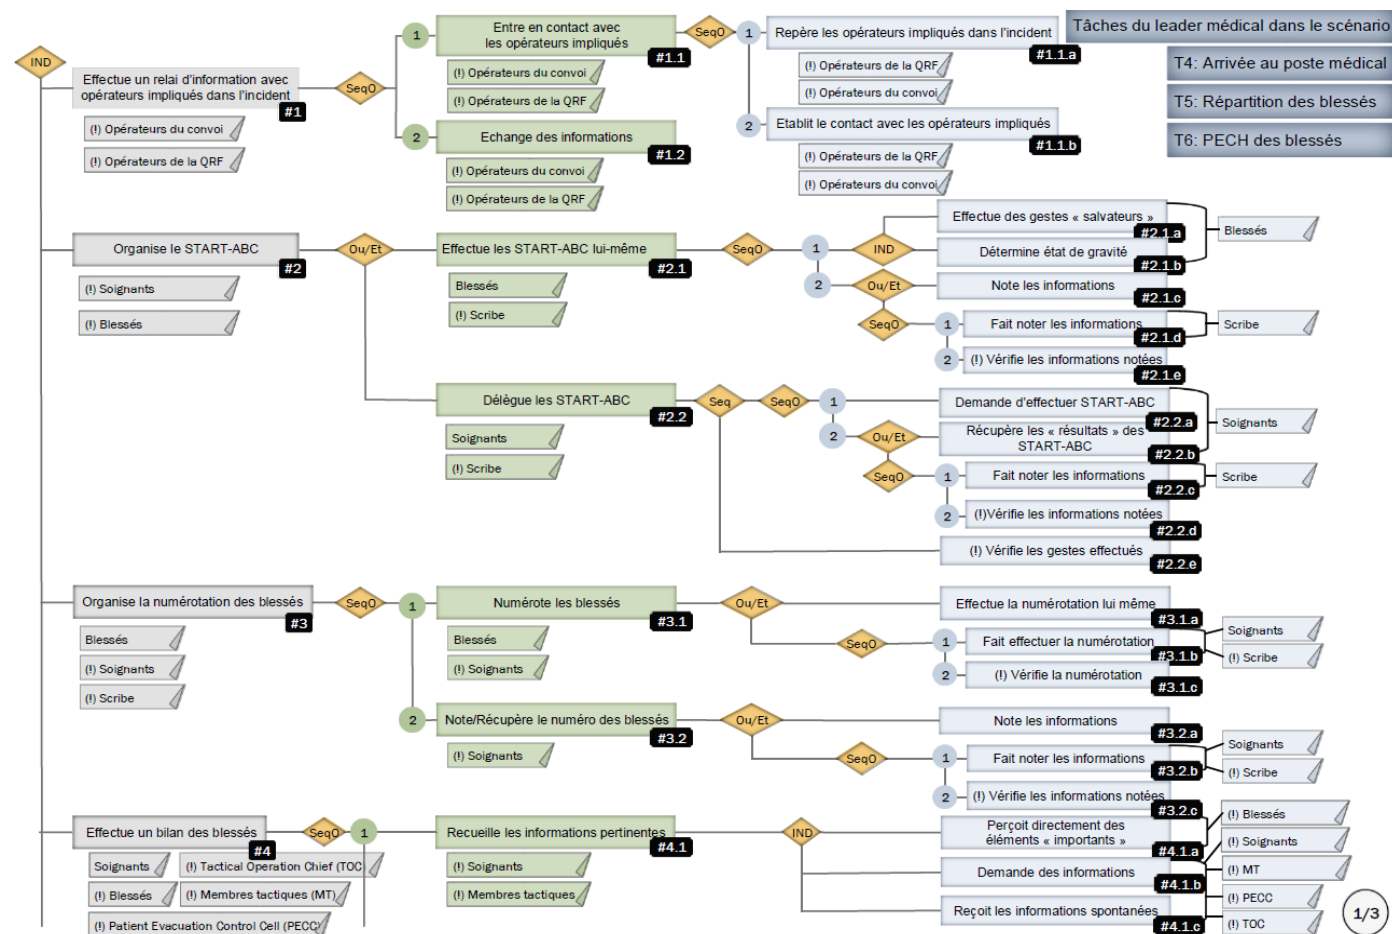 Tâches du leader médical dans le scénario
T4: Arrivée au poste médical
T5: Répartition des blessés
T6: PECH des blessés
IND
Effectue un relai d'information avec
opérateurs impliqués dans l'incident
#1
(!) Opérateurs du convoi
(!) Opérateurs de la QRF
SeqO
1
Entre en contact avec
les opérateurs impliqués
#1.1
(!) Opérateurs du convoi
(!) Opérateurs de la QRF
2
Echange des informations
#1.2
(!) Opérateurs du convoi
(!) Opérateurs de la QRF
SeqO
1
Repère les opérateurs impliqués dans l'incident
#1.1.a
(!) Opérateurs de la QRF
(!) Opérateurs du convoi
2
Etablit le contact avec les opérateurs impliqués
#1.1.b
(!) Opérateurs de la QRF
(!) Opérateurs du convoi
Organise le START-ABC
#2
(!) Soignants
(!) Blessés
Ou/Et
Effectue les START-ABC lui-même
#2.1
Blessés
(!) Scribe
SeqO
1
IND
Effectue des gestes « salvateurs »
#2.1.a
Détermine état de gravité
#2.1.b
Blessés
2
Ou/Et
Note les informations
#2.1.c
SeqO
1
Fait noter les informations
#2.1.d
Scribe
2
(!) Vérifie les informations notées
#2.1.e
Délègue les START-ABC
#2.2
Soignants
(!) Scribe
Seq
SeqO
1
Demande d'effectuer START-ABC
#2.2.a
2
Ou/Et
Récupère les « résultats » des
START-ABC
#2.2.b
Soignants
SeqO
1
Fait noter les informations
#2.2.c
Scribe
2
(!)Vérifie les informations notées
#2.2.d
(!) Vérifie les gestes effectués
#2.2.e
Organise la numérotation des blessés
#3
Blessés
(!) Soignants
(!) Scribe
SeqO
1
Numérote les blessés
#3.1
Blessés
(!) Soignants
Ou/Et
Effectue la numérotation lui même
#3.1.a
SeqO
1
Fait effectuer la numérotation
#3.1.b
Soignants
(!) Scribe
2
(!) Vérifie la numérotation
#3.1.c
2
Note/Récupère le numéro des blessés
#3.2
(!) Soignants
Ou/Et
Note les informations
#3.2.a
SeqO
1
Fait noter les informations
#3.2.b
Soignants
(!) Scribe
2
(!) Vérifie les informations notées
#3.2.c
Effectue un bilan des blessés
#4
Soignants
(!) Tactical Operation Chief (TOC
(!) Blessés
(!) Membres tactiques (MT)
(!) Patient Evacuation Control Cell (PECC)
SeqO
1
Recueille les informations pertinentes
#4.1
(!) Soignants
(!) Membres tactiques
IND
Perçoit directement des
éléments « importants »
#4.1.a
Demande des informations
#4.1.b
Reçoit les informations spontanées
#4.1.c
(!) Blessés
(!) Soignants
(!) MT
(!) PECC
(!) TOC
1/3